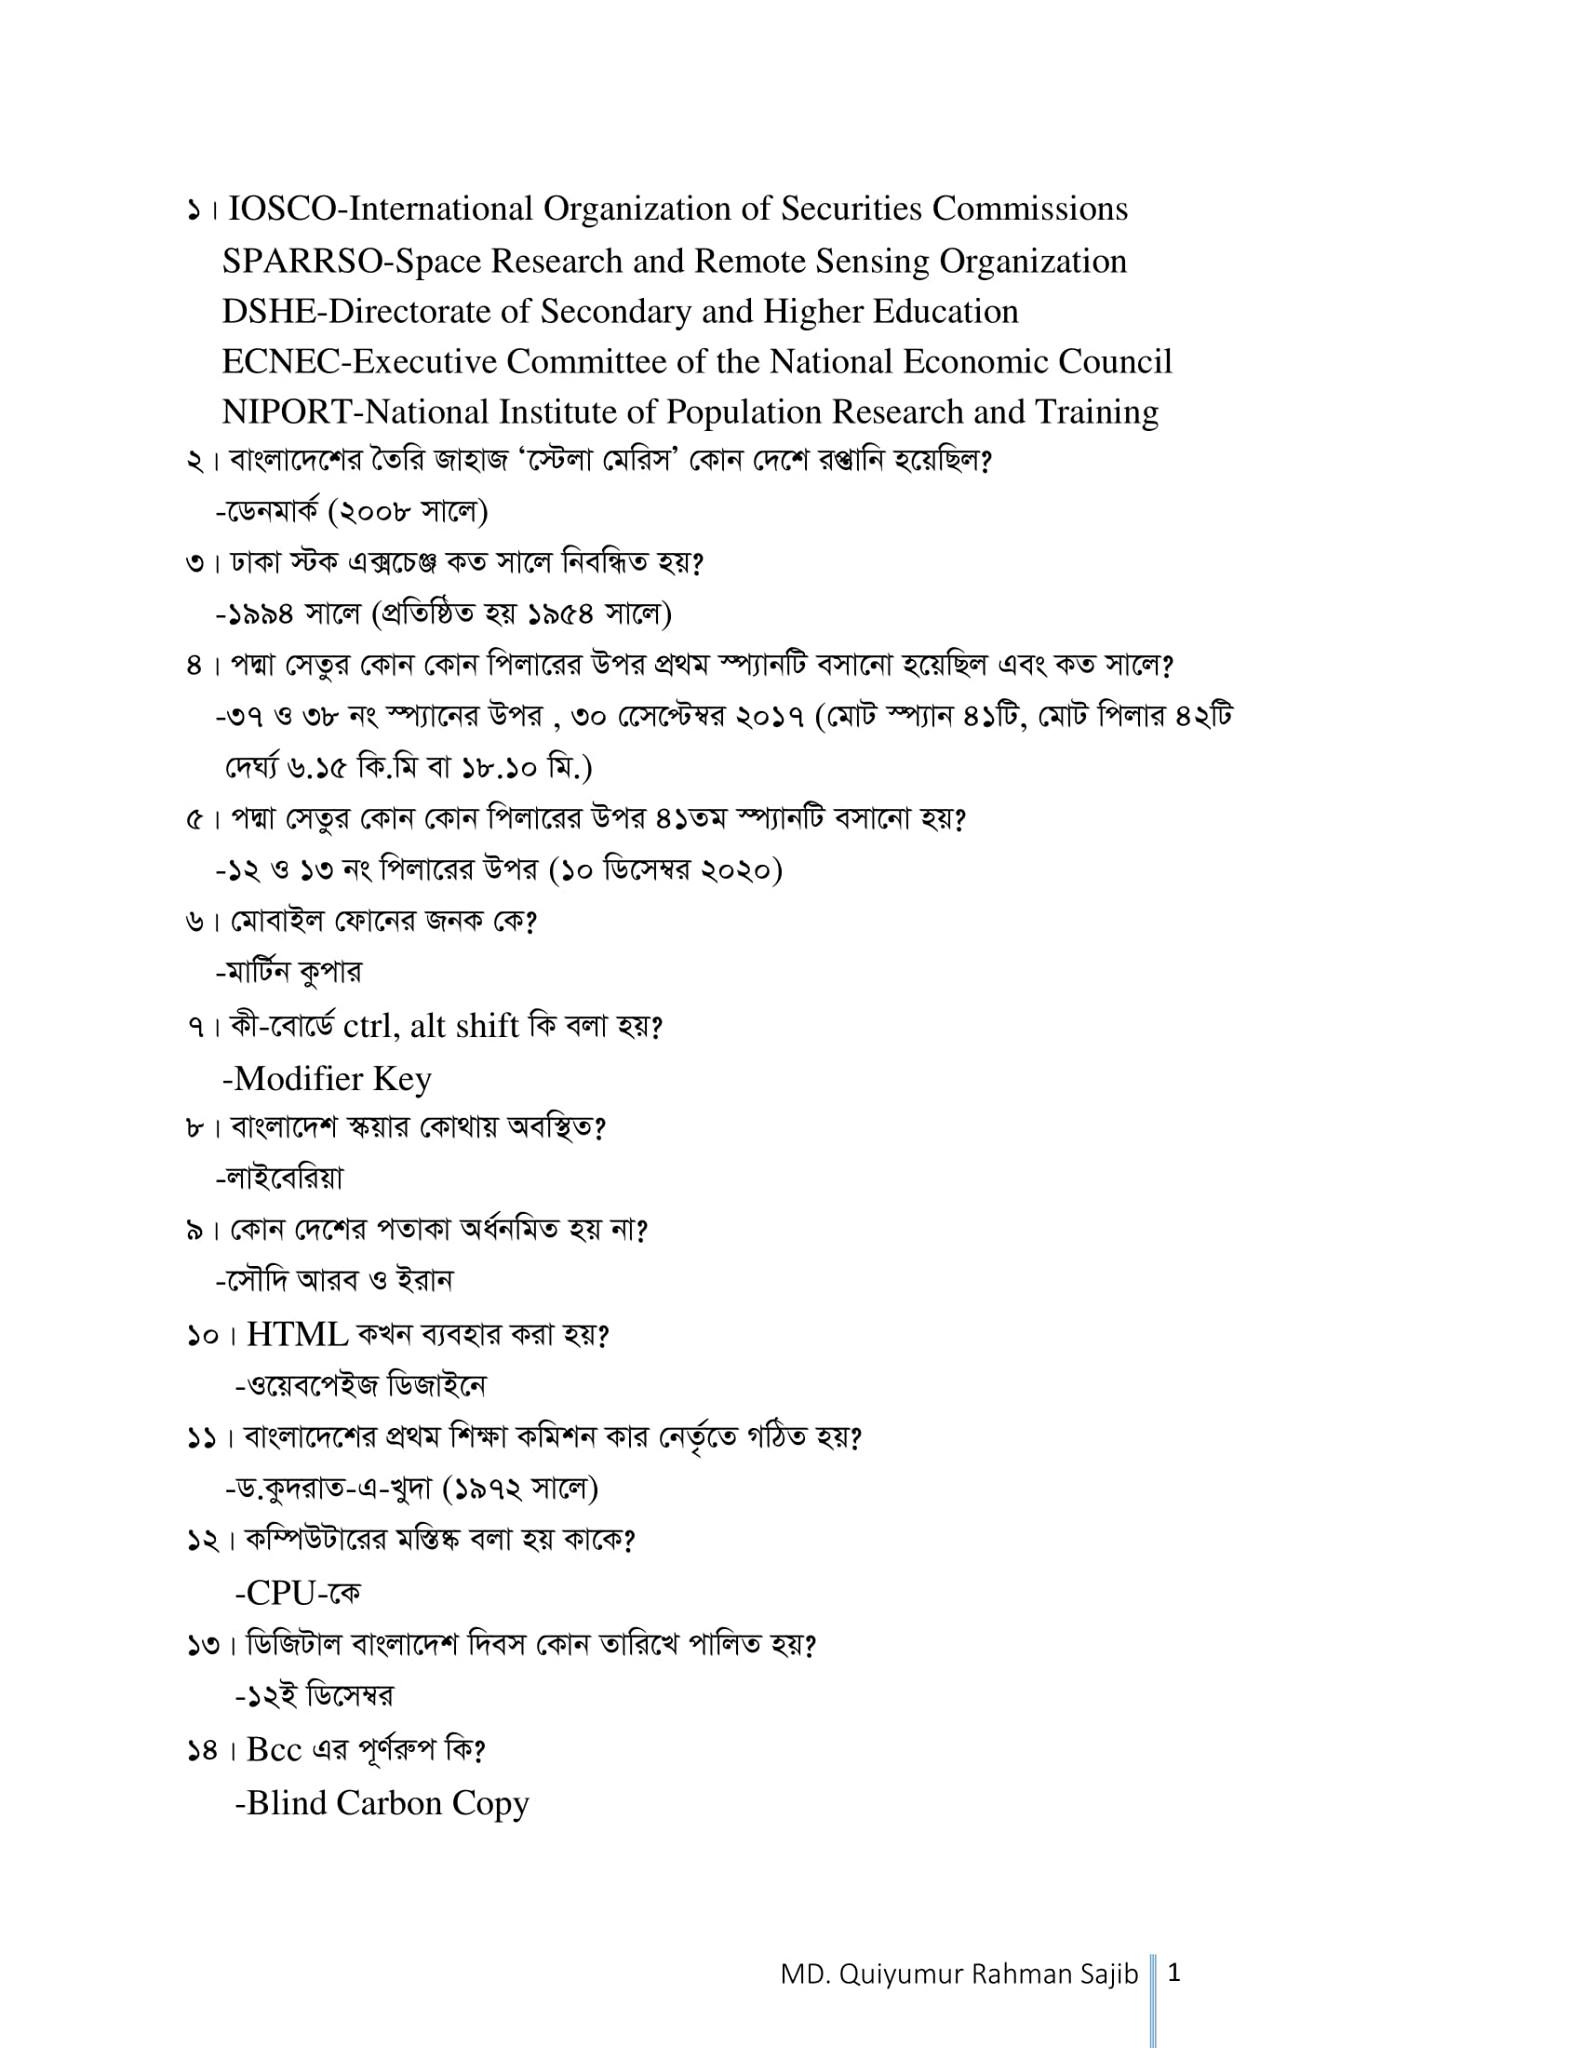 ১। IOSCO-International Organization of Securities Commissions
SPARRSO-Space Research and Remote Sensing Organization
DSHE-Directorate of Secondary and Higher Education
ECNEC-Executive Committee of the National Economic Council
NIPORT-National Institute of Population Research and Training
২। বাংলাদেশের তৈরি জাহাজ ‘স্টেলা মেরিস’ কোন দেশে রপ্তানি হয়েছিল?
-ডেনমার্ক (২০০৮ সালে)
৩। ঢাকা স্টক এক্সচেঞ্জ কত সালে নিবন্ধিত হয়?
-১৯৯৪ সালে (প্রতিষ্ঠিত হয় ১৯৫৪ সালে)
৪। পদ্মা সেতুর কোন কোন পিলারের উপর প্রথম স্প্যানটি বসানো হয়েছিল এবং কত সালে?
-৩৭ ও ৩৮ নং স্প্যানের উপর , ৩০ সেেপ্টেম্বর ২০১৭ (মোট স্প্যান ৪১টি, মোট পিলার ৪২টি
দের্ঘ্য ৬.১৫ কি.মি বা ১৮.১০ মি.)
৫। পদ্মা সেতুর কোন কোন পিলারের উপর ৪১তম স্প্যানটি বসানো হয়?
-১২ ও ১৩ নং পিলারের উপর (১০ ডিসেম্বর ২০২০)
৬। মোবাইল ফোনের জনক কে?
-মার্টিন কুপার
৭। কী-বোর্ডে ctrl, alt shift কি বলা হয়?
-Modifier Key
৮। বাংলাদেশ স্কয়ার কোথায় অবস্থিত?
-লাইবেরিয়া
৯। কোন দেশের পতাকা অর্ধনমিত হয় না?
-সৌদি আরব ও ইরান
১০। HTML কখন ব্যবহার করা হয়?
-ওয়েবপেইজ ডিজাইনে
১১। বাংলাদেশের প্রথম শিক্ষা কমিশন কার নের্তৃতে গঠিত হয়?
-ড.কুদরাত-এ-খুদা (১৯৭২ সালে)
১২। কম্পিউটারের মস্তিষ্ক বলা হয় কাকে?
-CPU-কে
১৩। ডিজিটাল বাংলাদেশ দিবস কোন তারিখে পালিত হয়?
-১২ই ডিসেম্বর
১৪। Bcc এর পূর্ণরুপ কি?
-Blind Carbon Copy
MD. Quiyumur Rahman Sajib 1